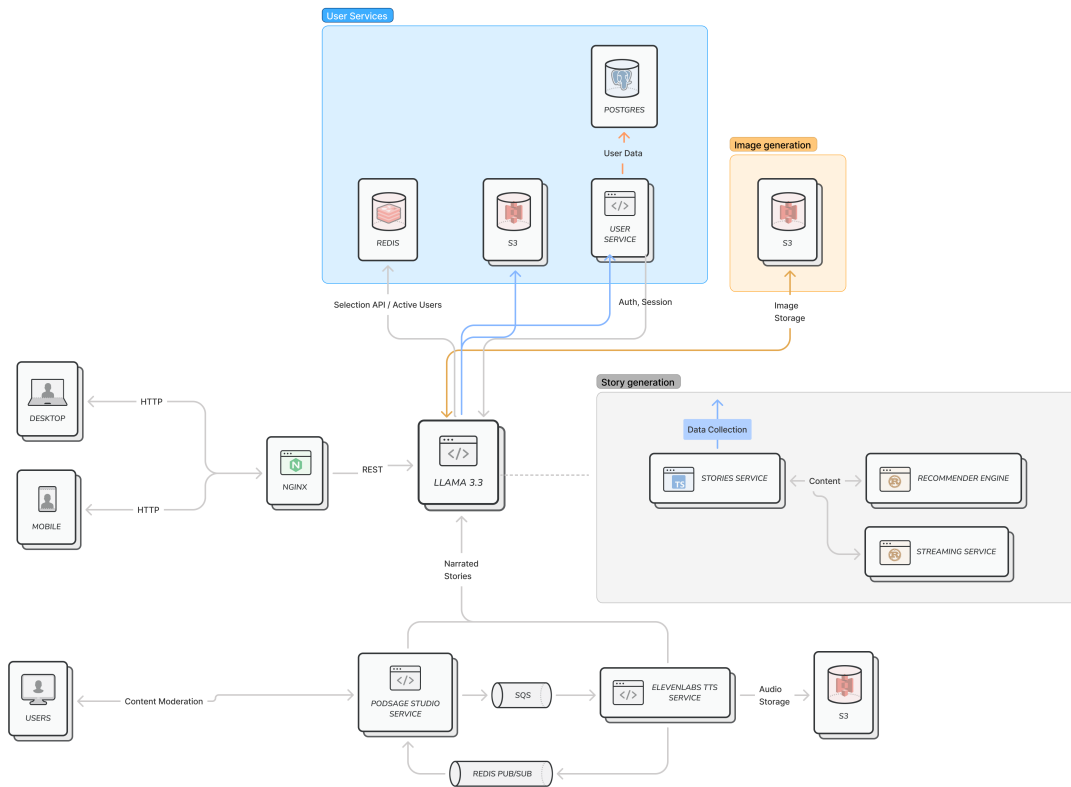 User Services
POSTGRES
User Data
Image generation
REDIS
S3
USER
SERVICE
S3
Selection API / Active Users
Auth, Session
Image
Storage
Story generation
DESKTOP
HTTP
Data Collection
NGINX
REST
LLAMA 3.3
TS
STORIES SERVICE
Content
RECOMMENDER ENGINE
MOBILE
HTTP
STREAMING SERVICE
Narrated
Stories
USERS
Content Moderation
PODSAGE STUDIO
SERVICE
SQS
ELEVENLABS TTS
SERVICE
Audio
Storage
S3
REDIS PUB/SUB